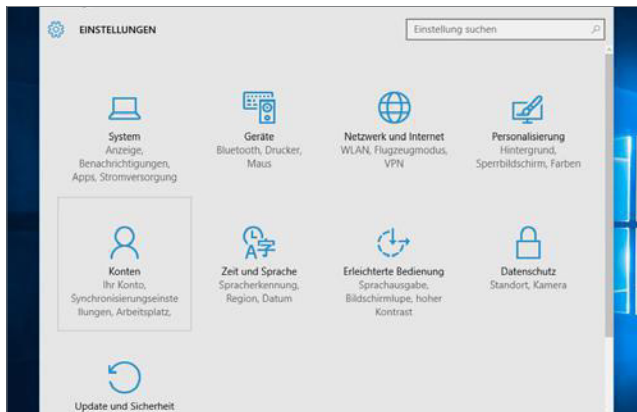 EINSTELLUNGEN
Einstellung suchen
System
Anzeige,
Benachrichtigungen,
Apps, Stromversorgung
Geräte
Bluetooth, Drucker,
Maus
Netzwerk und Internet
WLAN, Flugzeugmodus,
VPN
Personalisierung
Hintergrund,
Sperrbildschirm, Farben
Konten
Ihr Konto,
Synchronisierungseinste
llungen, Arbeitsplatz,
Zeit und Sprache
Spracherkennung,
Region, Datum
Erleichterte Bedienung
Sprachausgabe,
Bildschirmlupe, hoher
Kontrast
Datenschutz
Standort, Kamera
Update und Sicherheit